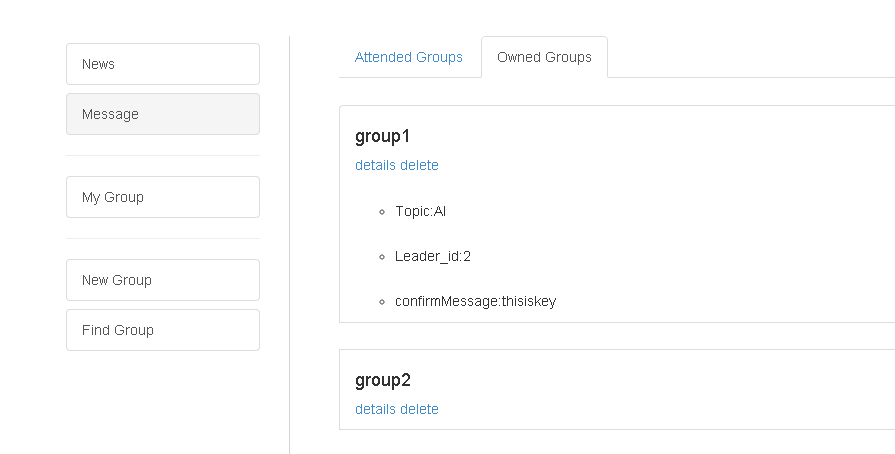 News
Message
My Group
New Group
Find Group
Attended Groups
Owned Groups
group1
details delete
Topic:AI
Leader_id:2
confirmMessage:thisiskey
group2
details delete